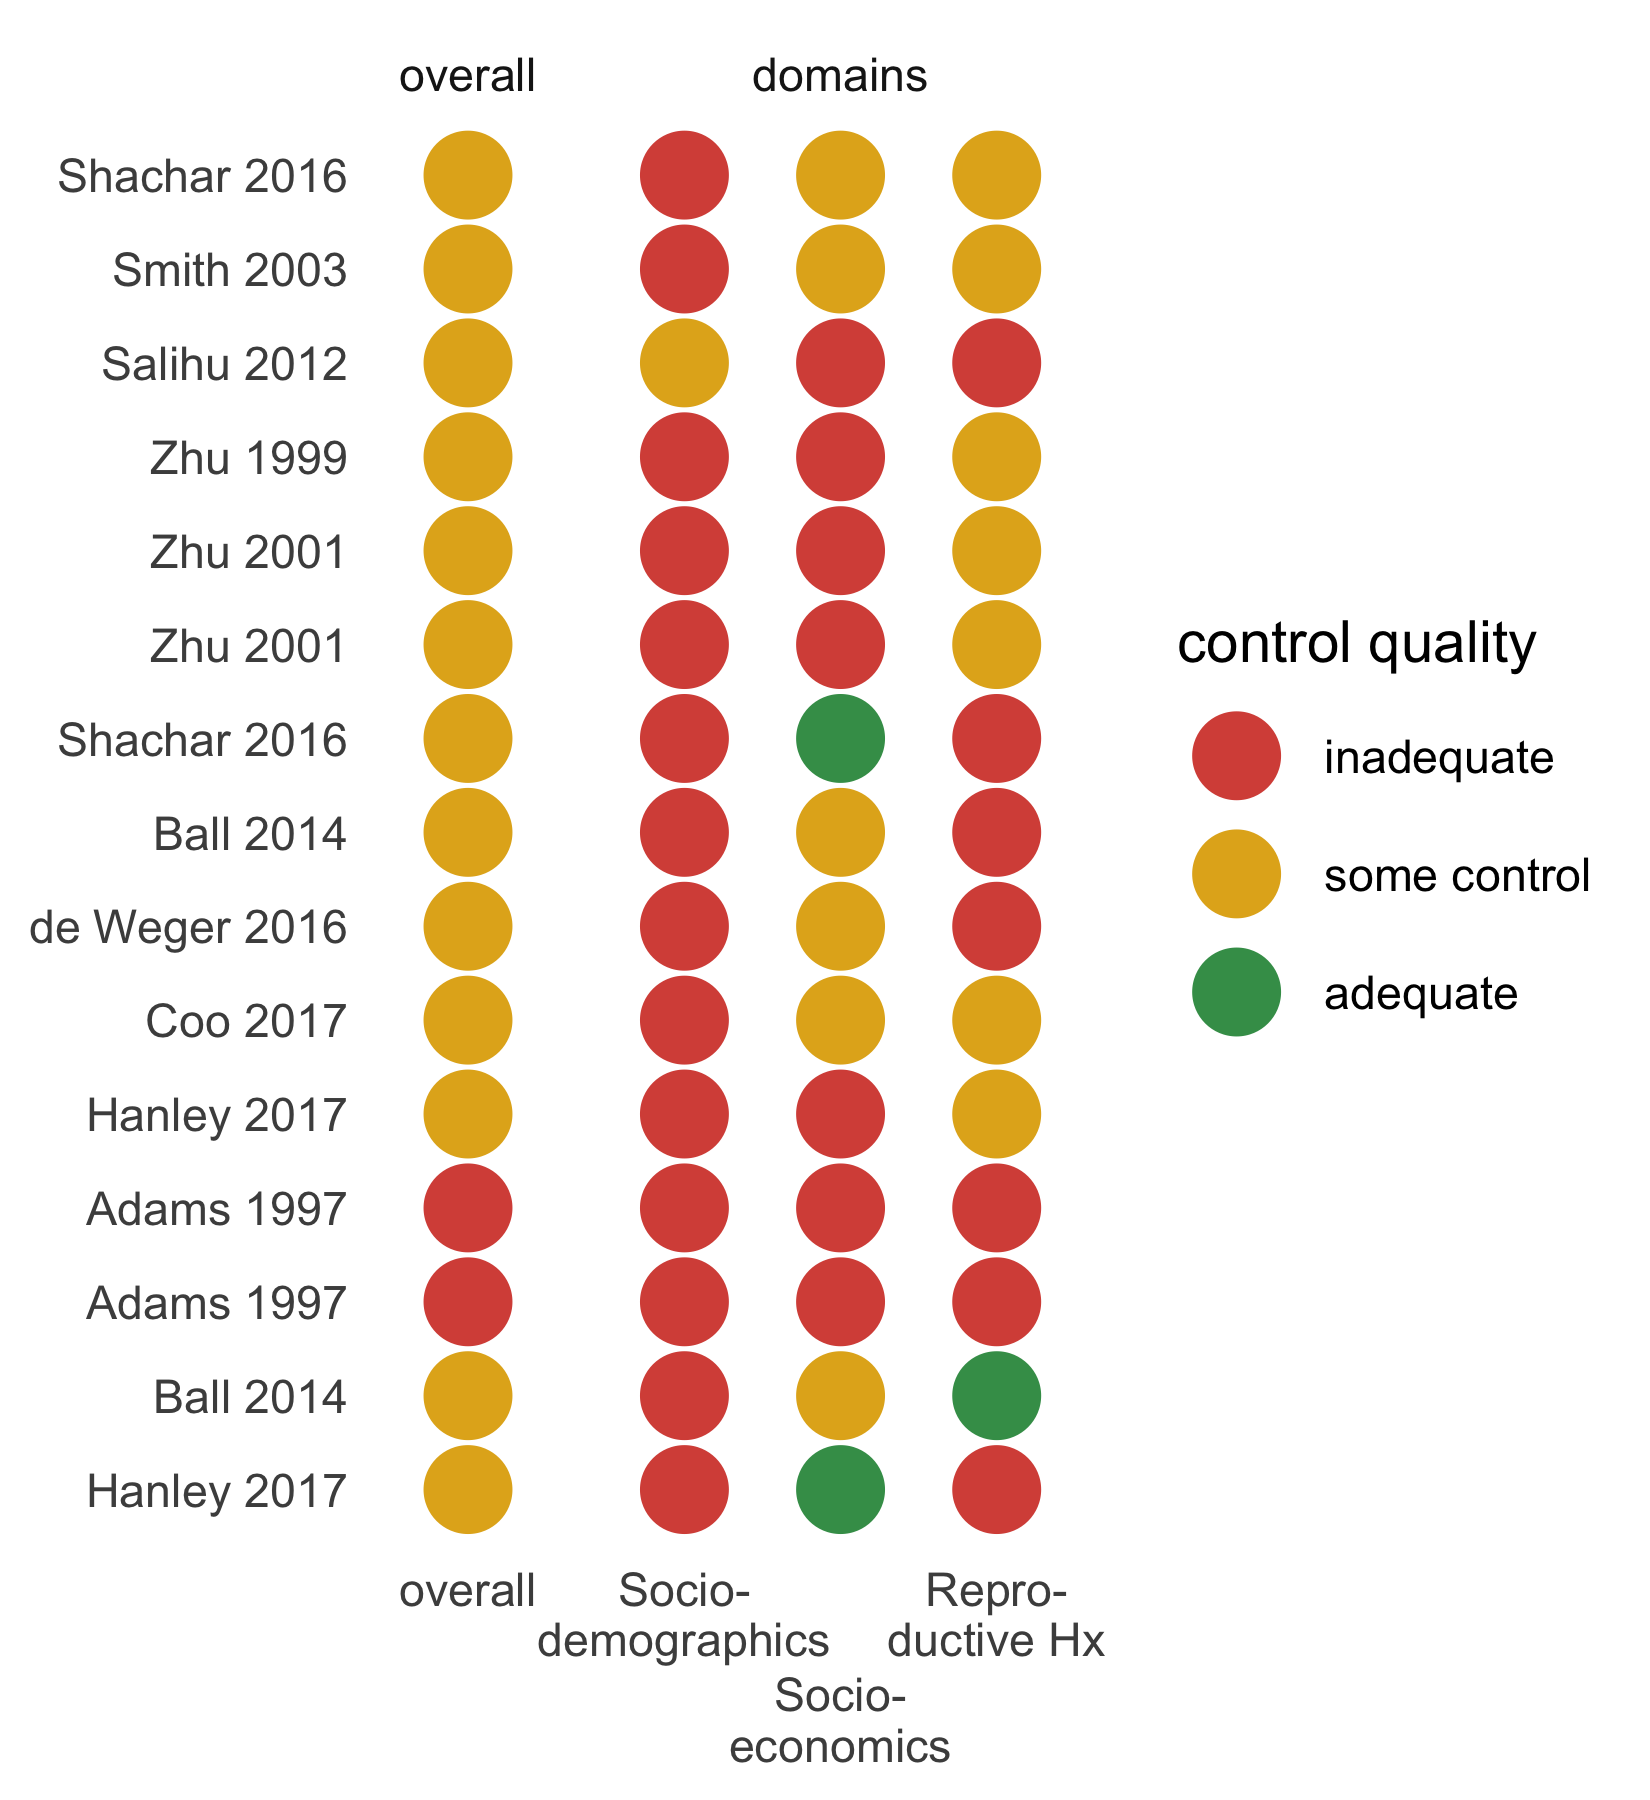 overall
domains
Shachar 2016
Smith 2003
Salihu 2012
Zhu 1999
Zhu 2001
Zhu 2001
Shachar 2016
Ball 2014
de Weger 2016
Coo 2017
Hanley 2017
Adams 1997
Adams 1997
Ball 2014
Hanley 2017
overall
Socio-
demographics
Socio-
economics
Repro-
ductive Hx
control quality
inadequate
some control
adequate